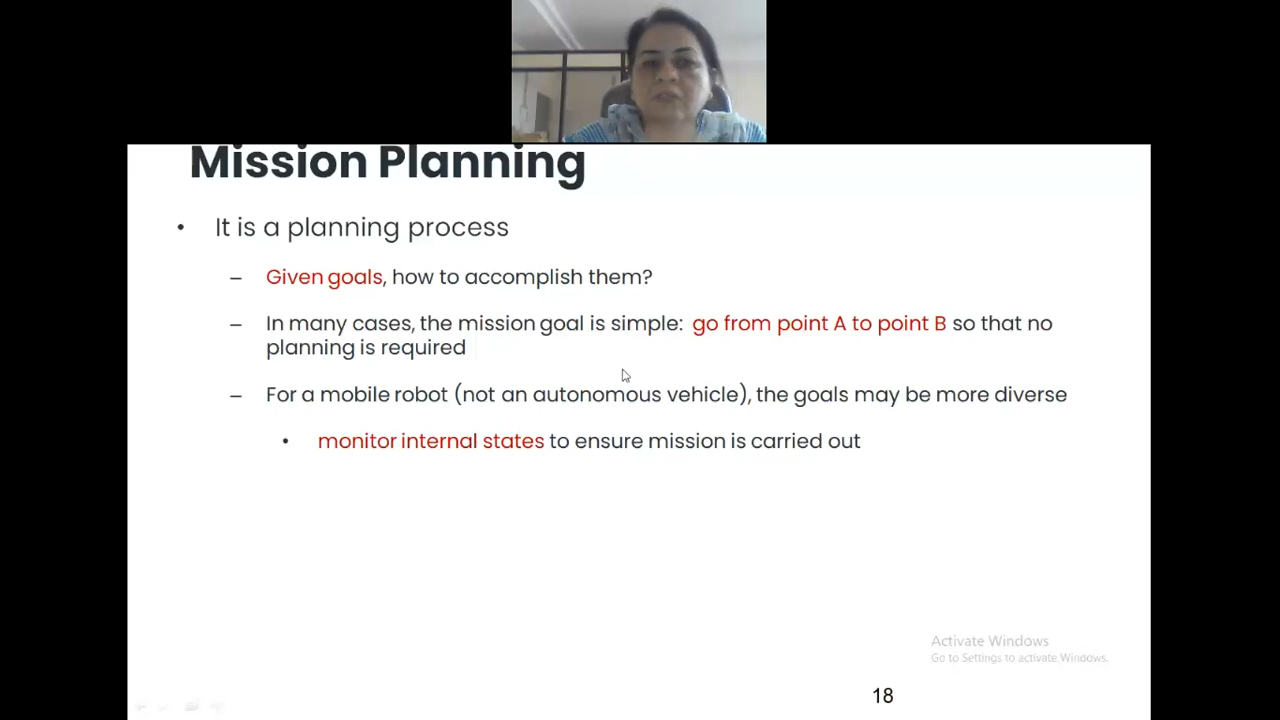 Mission Planning
• It is a planning process
– Given goals, how to accomplish them?
– In many cases, the mission goal is simple: go from point A to point B so that no
planning is required
– For a mobile robot (not an autonomous vehicle), the goals may be more diverse
• monitor internal states to ensure mission is carried out
Activate Windows
Go to Settings to activate Windows.
18